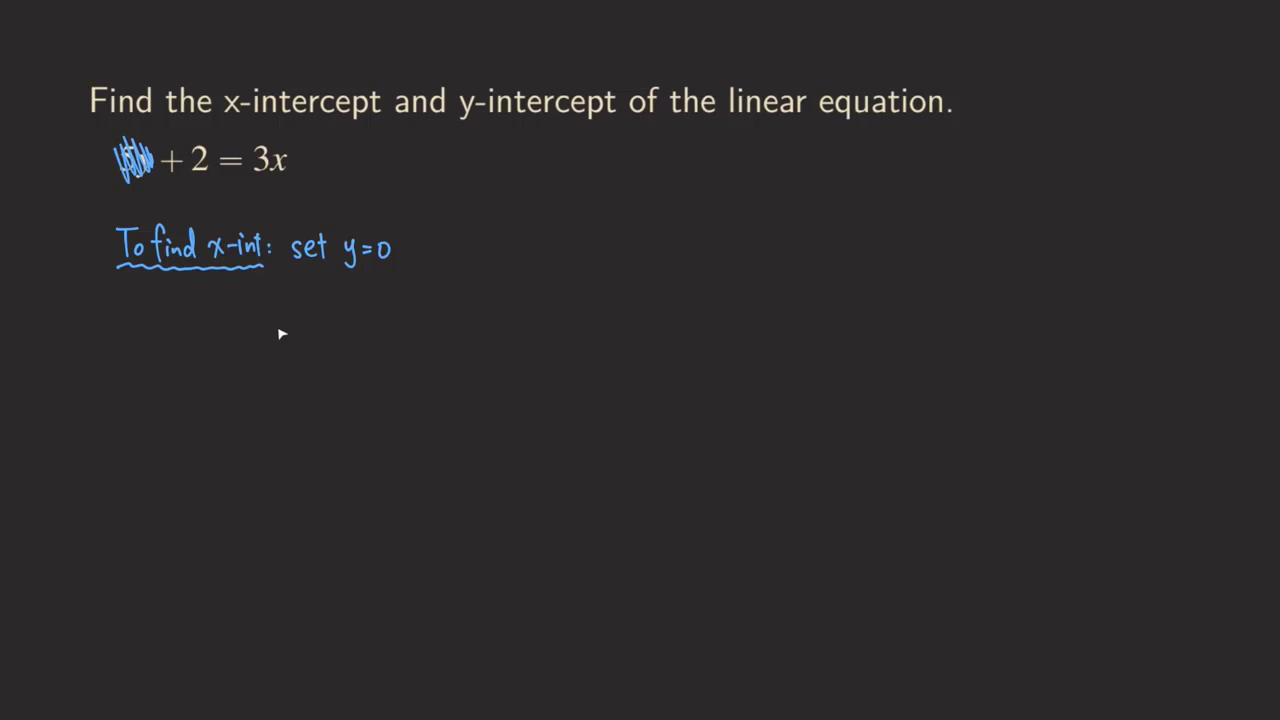 Find the x-intercept and y-intercept of the linear equation.
+ 2 = 3x
To find x-int: set y=0